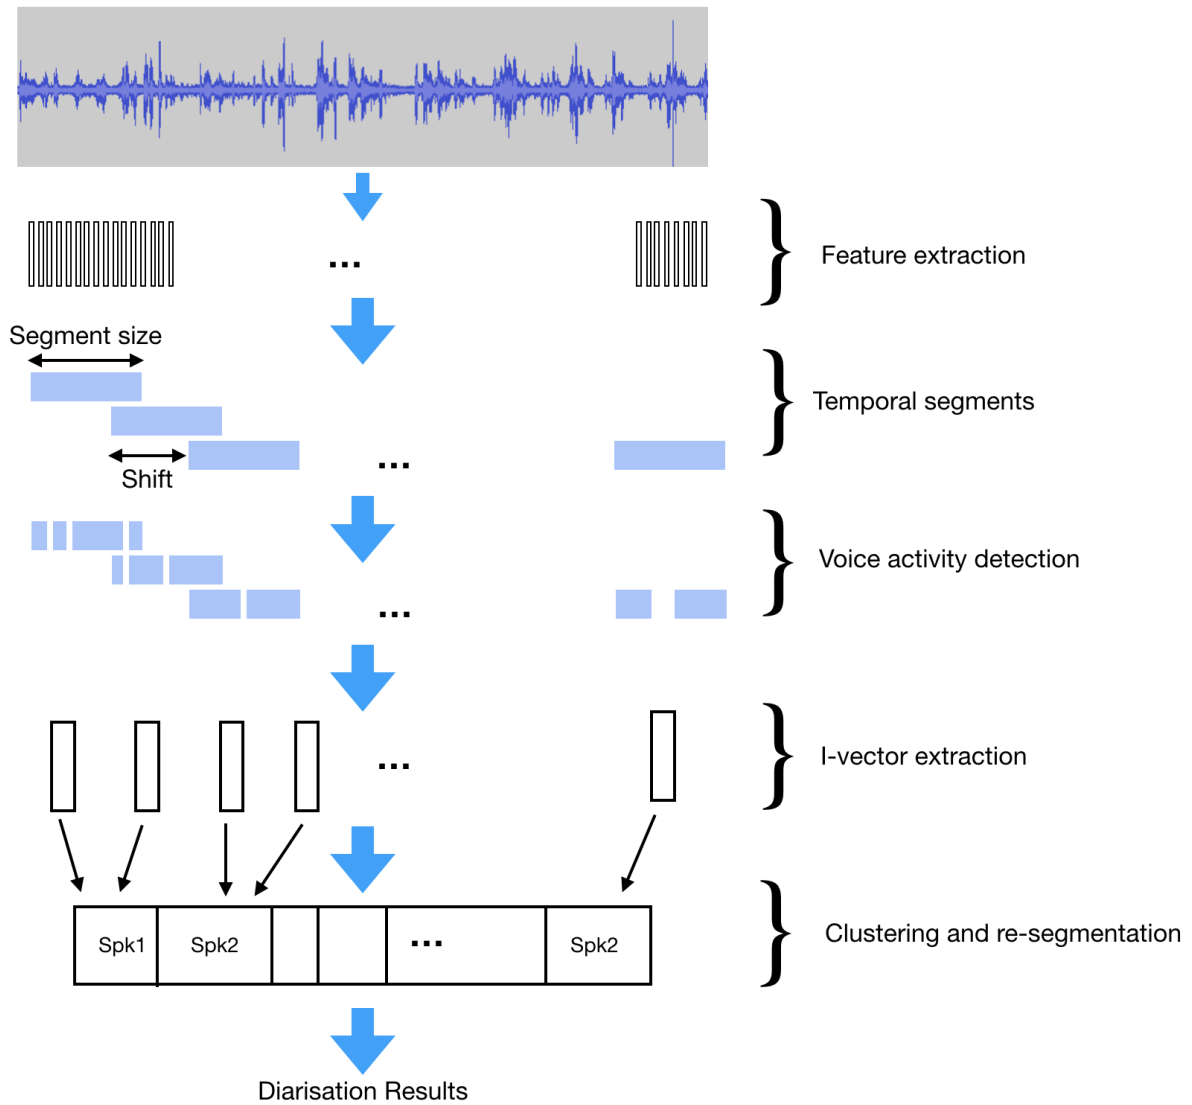 Feature extraction
...
Segment size
Temporal segments
...
Shift
Voice activity detection
...
I-vector extraction
...
Spk1 Spk2 ... Spk2
Clustering and re-segmentation
Diarisation Results